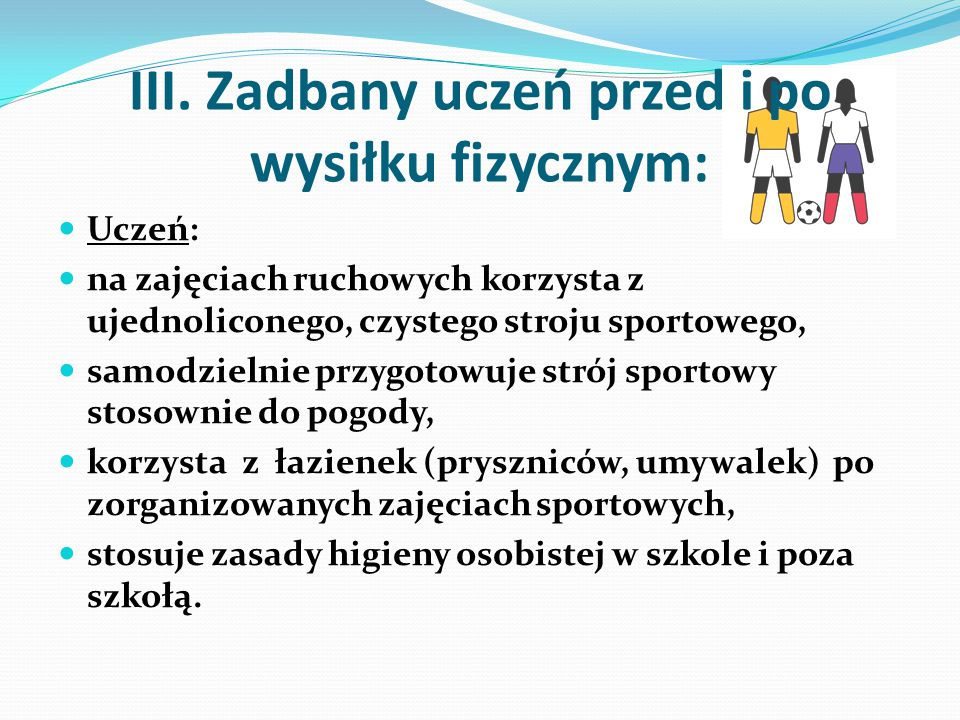 III. Zadbany uczeń przed i po
wysiłku fizycznym:
Uczeń:
na zajęciach ruchowych korzysta z
ujednoliconego, czystego stroju sportowego,
samodzielnie przygotowuje strój sportowy
stosownie do pogody,
korzysta z łazienek (pryszniców, umywalek) po
zorganizowanych zajęciach sportowych,
stosuje zasady higieny osobistej w szkole i poza
szkołą.